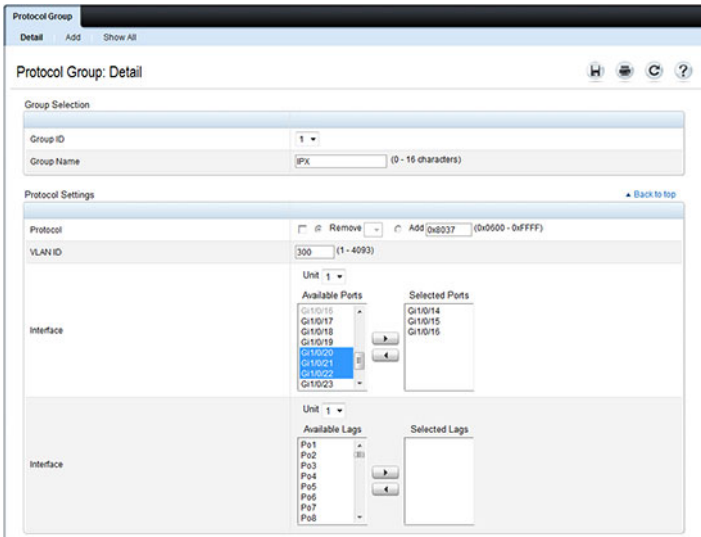 Protocol Group
Detail Add Show All
Protocol Group: Detail
Group Selection
Group ID 1
Group Name IPX (0 - 16 characters)
Protocol Settings Back to top
Protocol Remove Add 0x8037 (0x0600 - 0xFFFF)
VLAN ID 300 (1 - 4093)
Unit 1
Available Ports Selected Ports
Gi1/0/16 Gi1/0/14
Gi1/0/17 Gi1/0/15
Gi1/0/18 Gi1/0/16
Gi1/0/19
Interface
Gi1/0/20
Gi1/0/21
Gi1/0/22
Gi1/0/23
Unit 1
Available Lags Selected Lags
Po1
Po2
Po3
Interface Po4
Po5
Po6
Po7
Po8